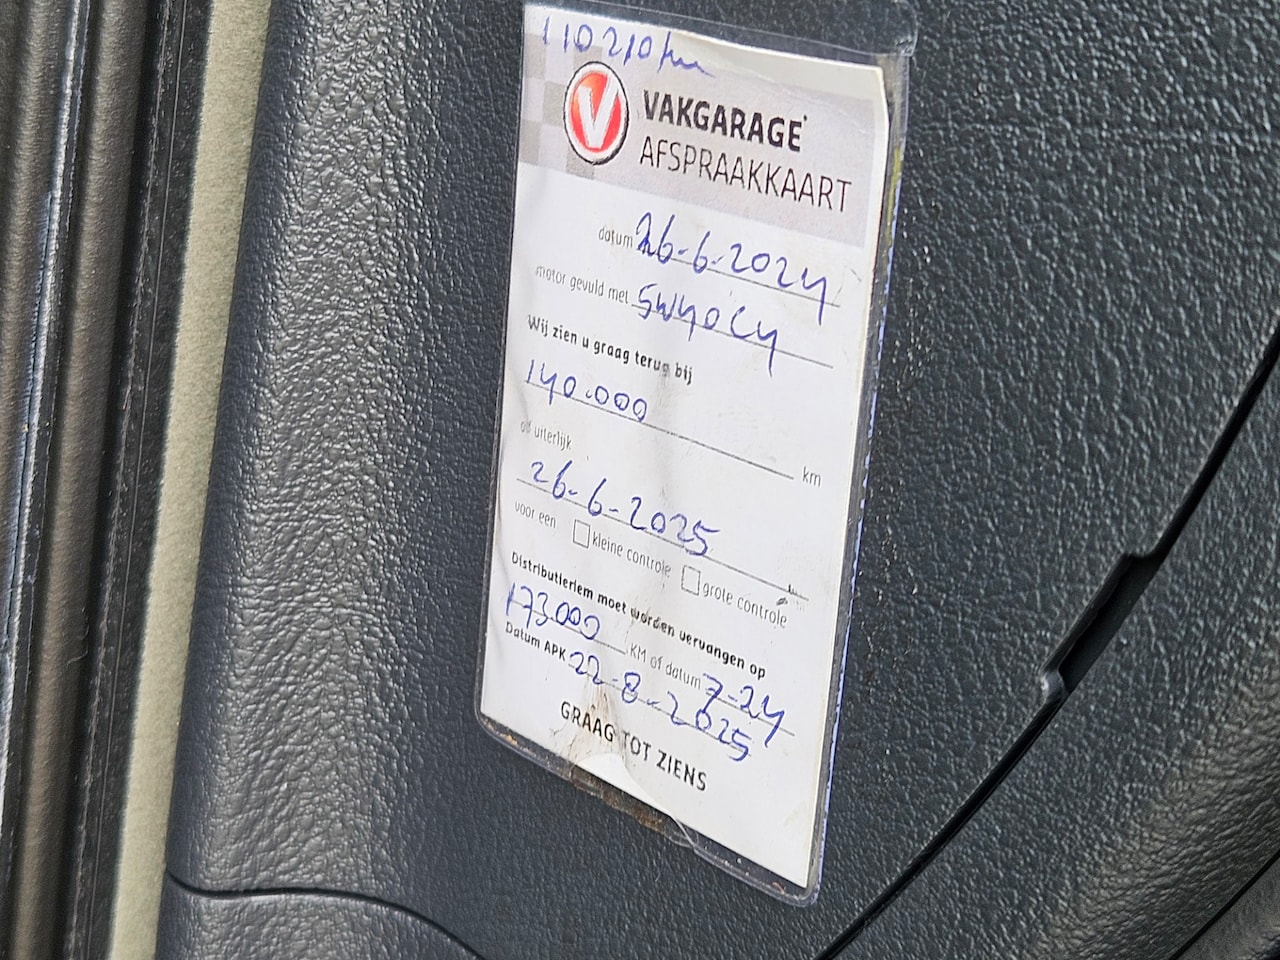 110210km
V VAKGARAGE
AFSPRAAKKAART
datum 26-6-2024
motor gevuld met 5W40 C4
Wij zien u graag terug bij
140.000 km
of uiterlijk
26-6-2025
voor een kleine controle grote controle
Distributieriem moet worden vervangen op
173000 KM of datum 7-24
Datum APK 22-8-2025
GRAAG TOT ZIENS